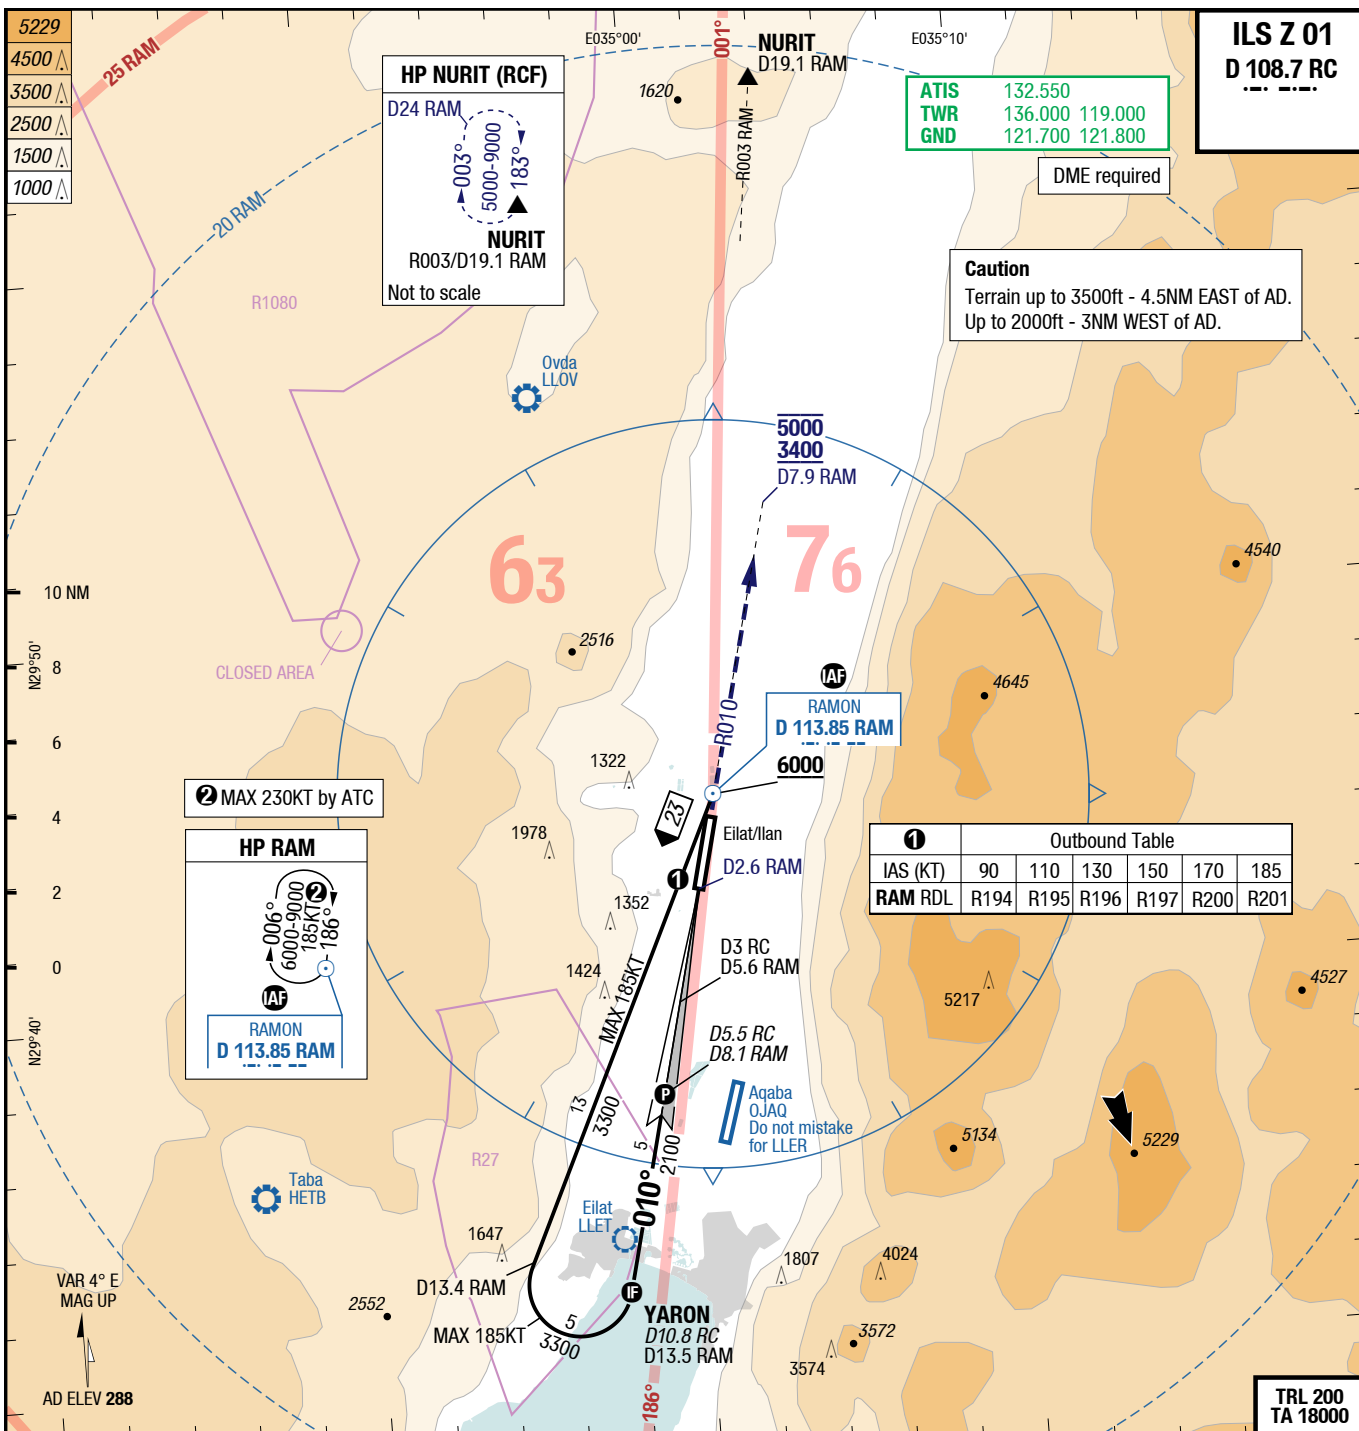 5229
4500
3500
2500
1500
1000
25 RAM
20 RAM
HP NURIT (RCF)
D24 RAM
003°
5000-9000
183°
NURIT
R003/D19.1 RAM
Not to scale
E035°00'
001°
E035°10'
NURIT
D19.1 RAM
R003 RAM
1620
ILS Z 01
D 108.7 RC
ATIS 132.550
TWR 136.000 119.000
GND 121.700 121.800
DME required
Caution
Terrain up to 3500ft - 4.5NM EAST of AD.
Up to 2000ft - 3NM WEST of AD.
R1080
Ovda
LLOV
5000
3400
D7.9 RAM
63
76
4540
10 NM
N29°50'
8
6
4
2
0
N29°40'
CLOSED AREA
2516
4645
IAF
RAMON
D 113.85 RAM
6000
R010
1322
23
Eilat/Ilan
D2.6 RAM
1978
1
1352
2 MAX 230KT by ATC
HP RAM
006°
6000-9000
185KT 2
186°
IAF
RAMON
D 113.85 RAM
1 Outbound Table
IAS (KT) 90 110 130 150 170 185
RAM RDL R194 R195 R196 R197 R200 R201
D3 RC
D5.6 RAM
1424
MAX 185KT
5217
4527
D5.5 RC
D8.1 RAM
P
13
3300
Aqaba
OJAQ
Do not mistake
for LLER
5
2100
010°
R27
5134
5229
Taba
HETB
Eilat
LLET
1647
D13.4 RAM
1807
4024
VAR 4° E
MAG UP
2552
IF
YARON
D10.8 RC
D13.5 RAM
MAX 185KT
5
3300
3572
3574
186°
AD ELEV 288
TRL 200
TA 18000